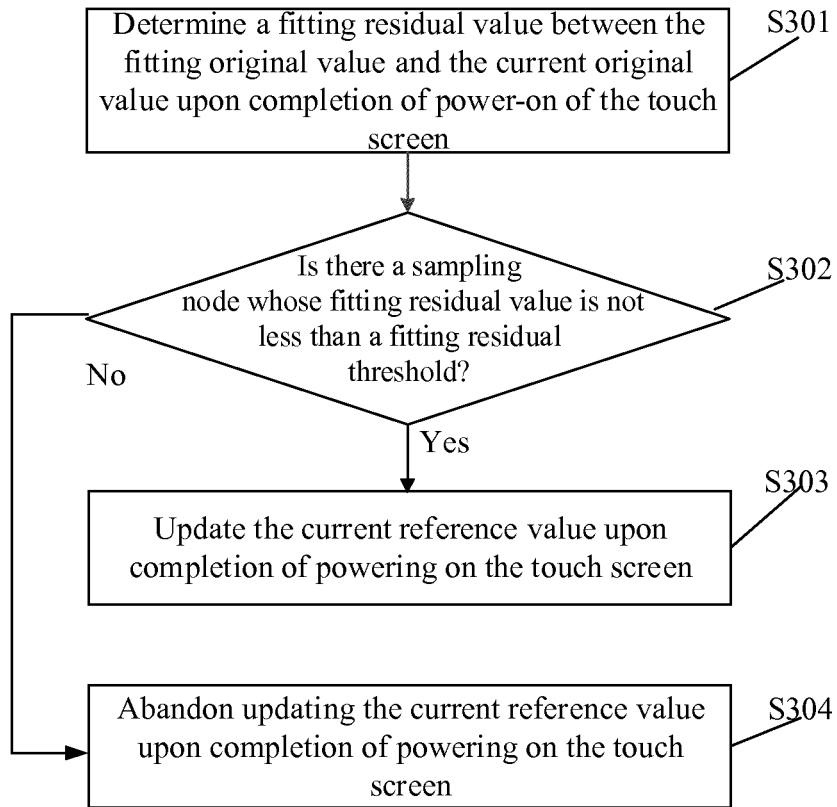 Determine a fitting residual value between the
fitting original value and the current original
value upon completion of power-on of the touch
screen
S301
Is there a sampling
node whose fitting residual value is not
less than a fitting residual
threshold?
S302
No
Yes
Update the current reference value upon
completion of powering on the touch screen
S303
Abandon updating the current reference value
upon completion of powering on the touch
screen
S304